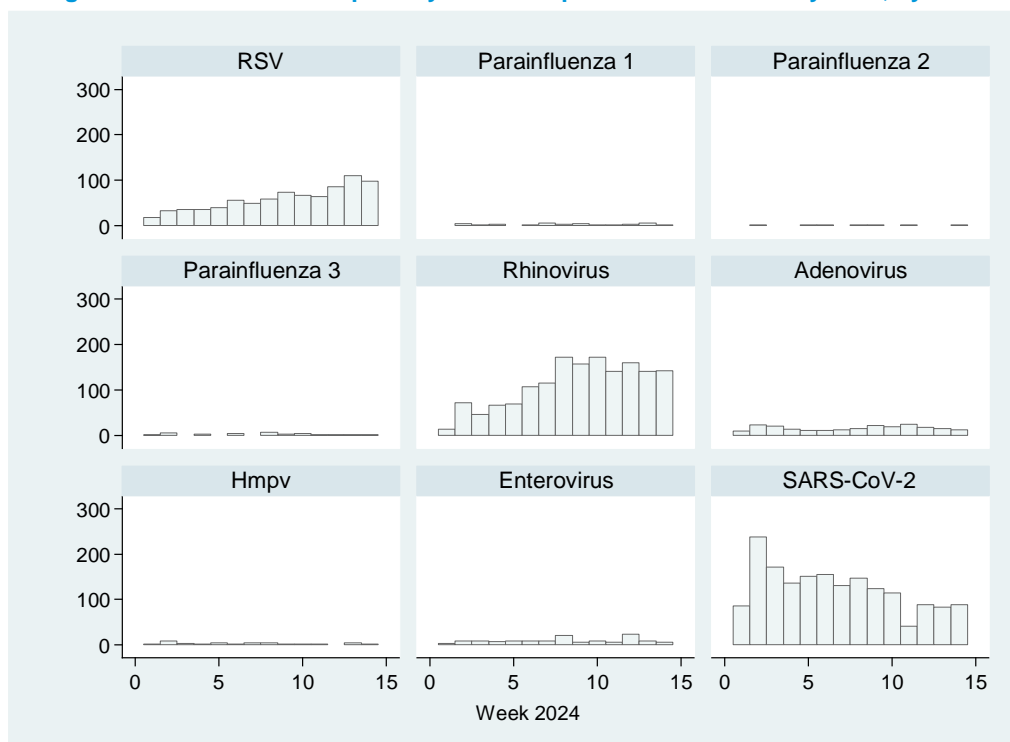 RSV Parainfluenza 1 Parainfluenza 2
300
200
100
0
Parainfluenza 3 Rhinovirus Adenovirus
300
200
100
0
Hmpv Enterovirus SARS-CoV-2
300
200
100
0
0 5 10 15 0 5 10 15 0 5 10 15
Week 2024